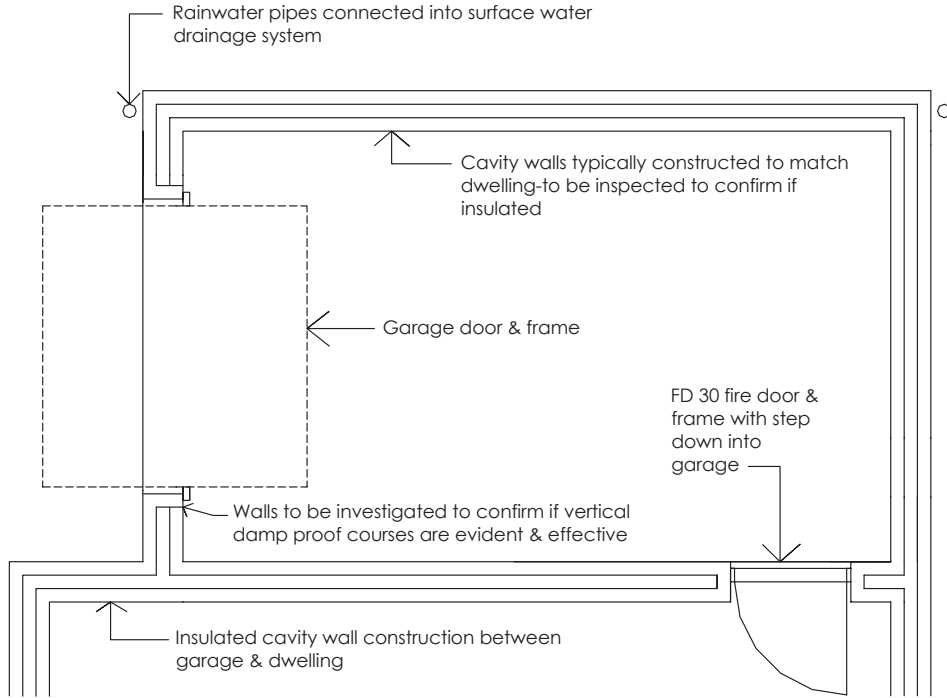 Rainwater pipes connected into surface water
drainage system
Cavity walls typically constructed to match
dwelling-to be inspected to confirm if
insulated
Garage door & frame
FD 30 fire door &
frame with step
down into
garage
Walls to be investigated to confirm if vertical
damp proof courses are evident & effective
Insulated cavity wall construction between
garage & dwelling